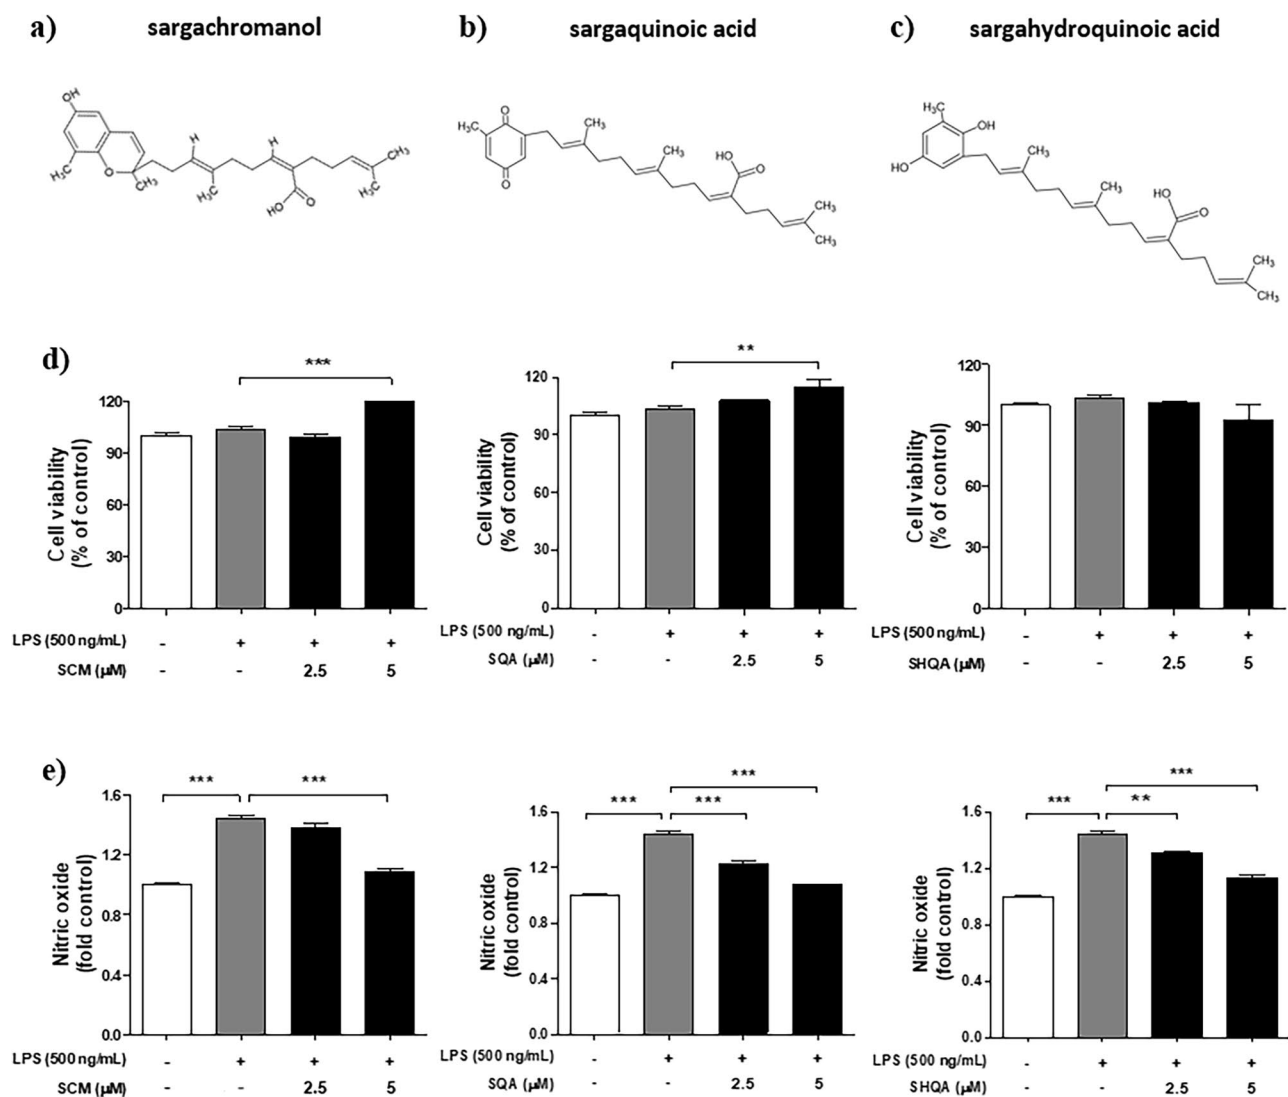 a) sargachromanol
b) sargaquinoic acid
c) sargahydroquinoic acid
OH
H
H
H₃C
O
CH₃
H₃C
HO
O
CH₃
CH₃
O
H₃C
O
CH₃
CH₃
HO
O
CH₃
CH₃
H₃C
OH
HO
CH₃
CH₃
HO
O
CH₃
CH₃
d)
***
120
90
60
30
0
Cell viability
(% of control)
LPS (500 ng/mL) - + + +
SCM (µM) - - 2.5 5
**
120
90
60
30
0
Cell viability
(% of control)
LPS (500 ng/mL) - + + +
SQA (µM) - - 2.5 5
120
90
60
30
0
Cell viability
(% of control)
LPS (500 ng/mL) - + + +
SHQA (µM) - - 2.5 5
e)
*** ***
1.6
1.2
0.8
0.4
0.0
Nitric oxide
(fold control)
LPS (500 ng/mL) - + + +
SCM (µM) - - 2.5 5
***
*** ***
1.6
1.2
0.8
0.4
0.0
Nitric oxide
(fold control)
LPS (500 ng/mL) - + + +
SQA (µM) - - 2.5 5
***
*** **
1.6
1.2
0.8
0.4
0.0
Nitric oxide
(fold control)
LPS (500 ng/mL) - + + +
SHQA (µM) - - 2.5 5